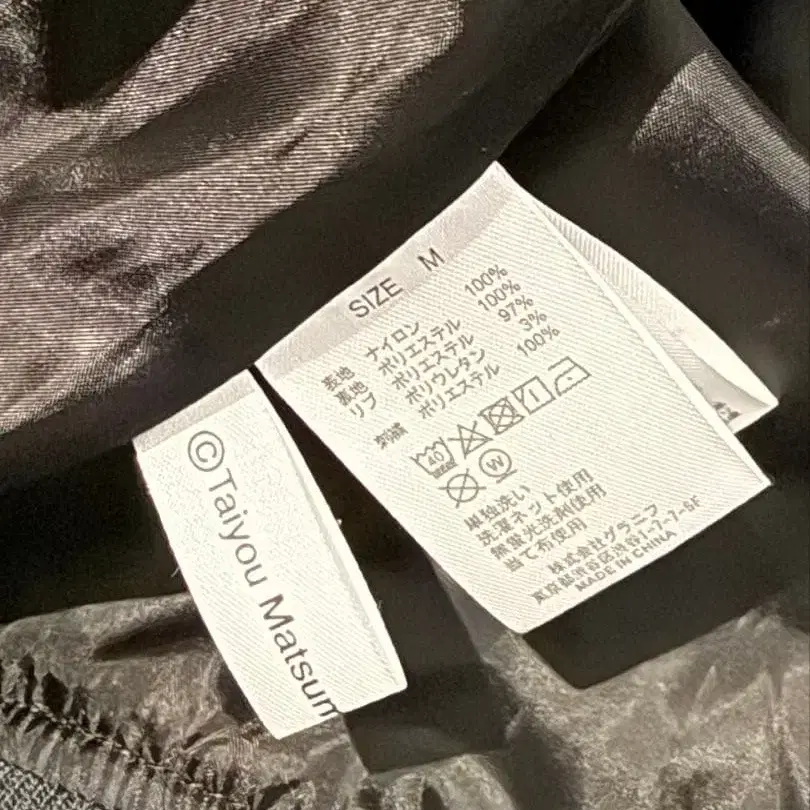 ©Taiyou Matsum
SIZE M
表地 ナイロン 100%
裏地 ポリエステル 100%
リブ ポリエステル 97%
ポリウレタン 3%
刺繍 ポリエステル 100%
40
W
単独洗い
洗濯ネット使用
無蛍光洗剤使用
当て布使用
株式会社グラニフ
東京都渋谷区渋谷1-7-7-5F
MADE IN CHINA